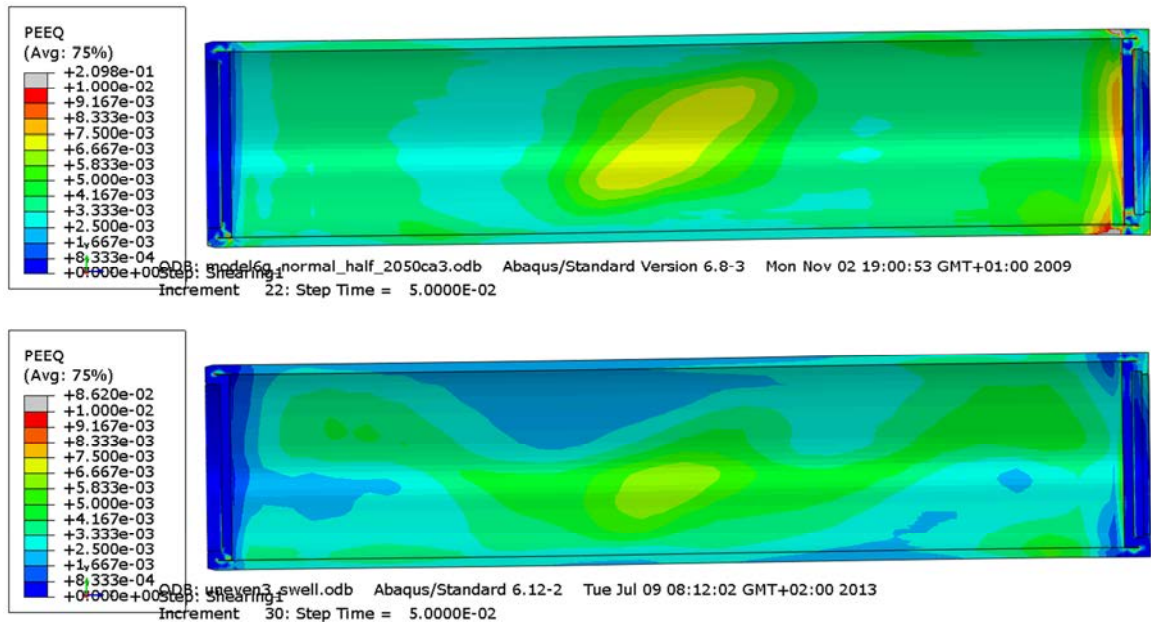 PEEQ
(Avg: 75%)
+2.098e-01
+1.000e-02
+9.167e-03
+8.333e-03
+7.500e-03
+6.667e-03
+5.833e-03
+5.000e-03
+4.167e-03
+3.333e-03
+2.500e-03
+1.667e-03
+8.333e-04
+0.000e+00
ODB: model6g_normal_half_2050ca3.odb Abaqus/Standard Version 6.8-3 Mon Nov 02 19:00:53 GMT+01:00 2009
Step: Shearing1
Increment 22: Step Time = 5.0000E-02
PEEQ
(Avg: 75%)
+8.620e-02
+1.000e-02
+9.167e-03
+8.333e-03
+7.500e-03
+6.667e-03
+5.833e-03
+5.000e-03
+4.167e-03
+3.333e-03
+2.500e-03
+1.667e-03
+8.333e-04
+0.000e+00
ODB: uneven3_swell.odb Abaqus/Standard 6.12-2 Tue Jul 09 08:12:02 GMT+02:00 2013
Step: Shearing1
Increment 30: Step Time = 5.0000E-02